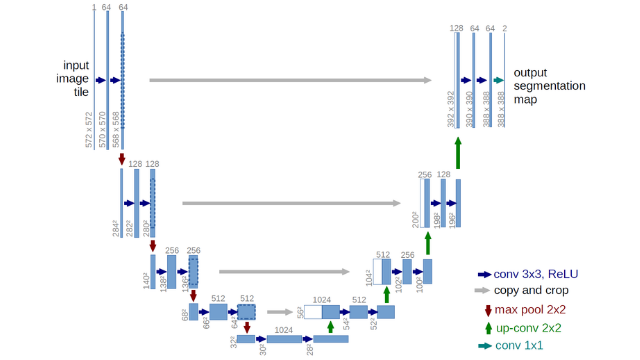 1 64 64
128 64 64 2
input
image
tile
output
segmentation
map
572 x 572
570 x 570
568 x 568
392 x 392
390 x 390
388 x 388
388 x 388
128 128
256 128
284²
282²
280²
200²
198²
196²
256 256
512 256
140²
138²
136²
104²
102²
100²
512 512
1024 512
68²
66²
64²
56²
54²
52²
1024
32²
30²
28²
conv 3x3, ReLU
copy and crop
max pool 2x2
up-conv 2x2
conv 1x1